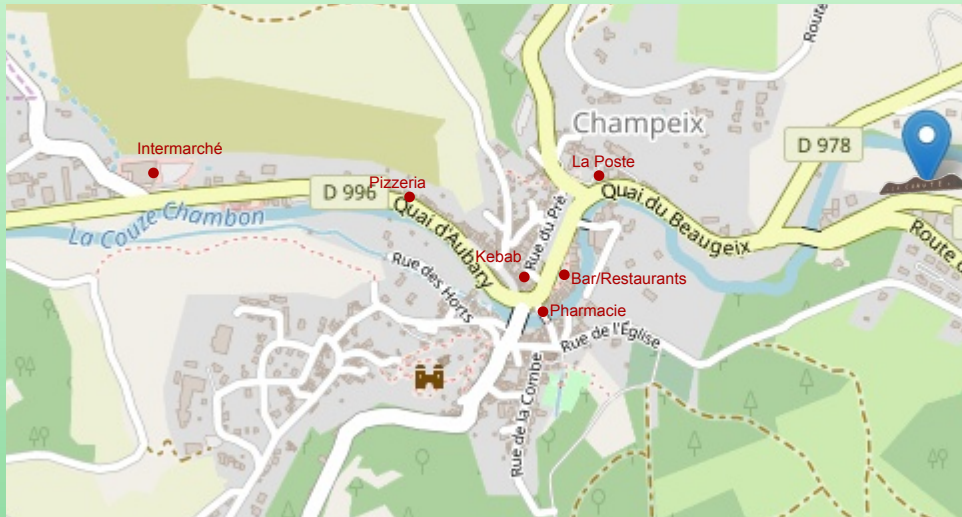 Route
Champeix
Intermarché
La Poste
D 978
Pizzeria
D 996
Quai du Beaugeix
La Couze Chambon
Quai d'Aubary
Rue du Pré
Route d
Kebab
Rue des Horts
Bar/Restaurants
Pharmacie
Rue de l'Église
Rue de la Combe